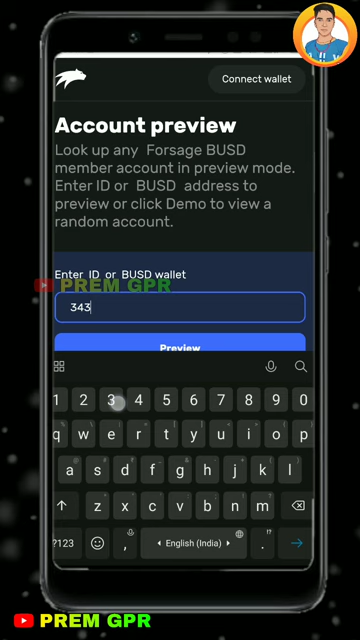 Connect wallet
Account preview
Look up any Forsage BUSD
member account in preview mode.
Enter ID or BUSD address to
preview or click Demo to view a
random account.
PREM GPR
Enter ID or BUSD wallet
343
Preview
1 2 3 4 5 6 7 8 9 0
q w e r t y u i o p
a s d f g h j k l
z x c v b n m
?123 , English (India) . !?
PREM GPR